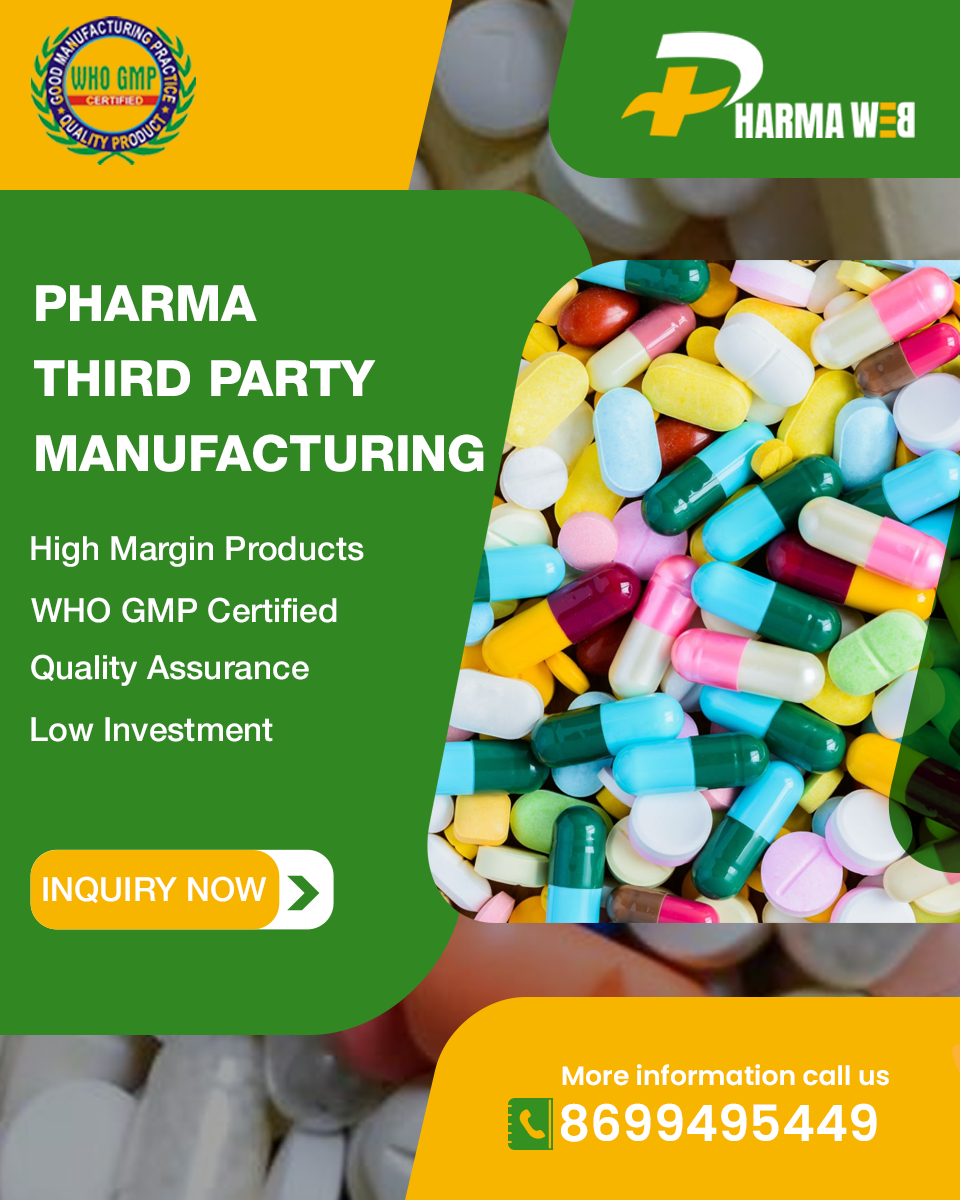 GOOD MANUFACTURING PRACTICE
WHO GMP
CERTIFIED
QUALITY PRODUCT
PHARMA WEB
PHARMA
THIRD PARTY
MANUFACTURING
High Margin Products
WHO GMP Certified
Quality Assurance
Low Investment
INQUIRY NOW
More information call us
8699495449